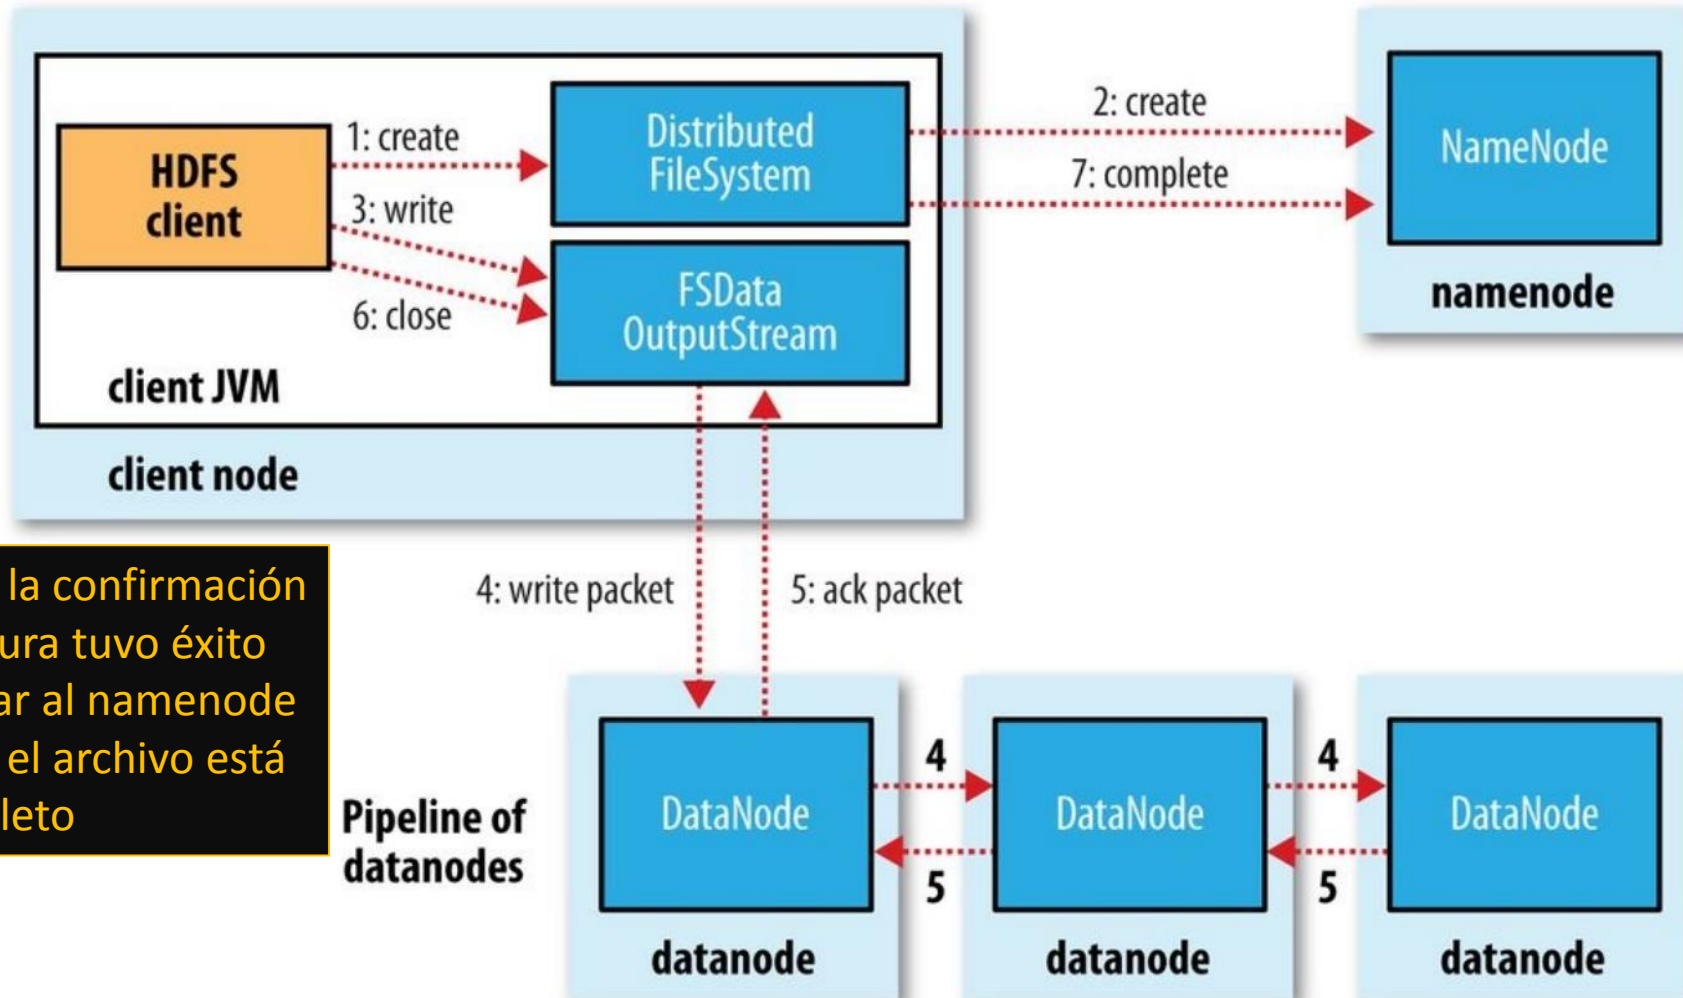 HDFS
client
1: create
3: write
6: close
Distributed
FileSystem
FSData
OutputStream
client JVM
client node
2: create
7: complete
NameNode
namenode
4: write packet
5: ack packet
la confirmación
ura tuvo éxito
ar al namenode
el archivo está
leto
Pipeline of
datanodes
DataNode
datanode
4
5
DataNode
datanode
4
5
DataNode
datanode